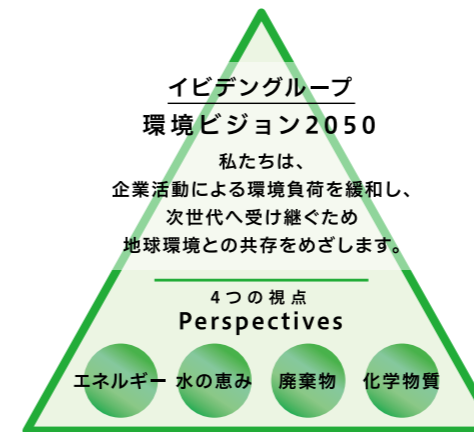 イビデングループ
環境ビジョン2050
私たちは、
企業活動による環境負荷を緩和し、
次世代へ受け継ぐため
地球環境との共存をめざします。
4つの視点
Perspectives
エネルギー 水の恵み 廃棄物 化学物質